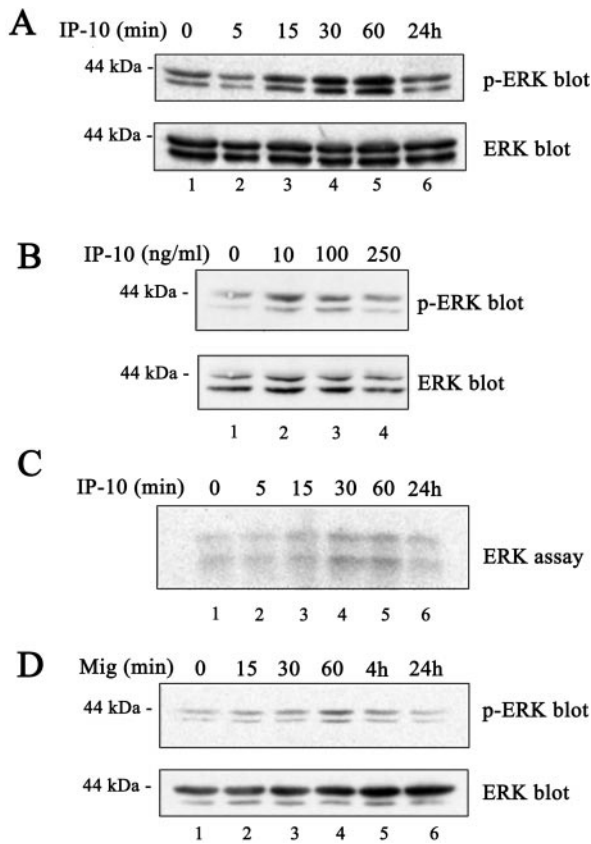 A
IP-10 (min) 0 5 15 30 60 24h
44 kDa -
p-ERK blot
44 kDa -
ERK blot
1 2 3 4 5 6
B
IP-10 (ng/ml) 0 10 100 250
44 kDa -
p-ERK blot
44 kDa -
ERK blot
1 2 3 4
C
IP-10 (min) 0 5 15 30 60 24h
ERK assay
1 2 3 4 5 6
D
Mig (min) 0 15 30 60 4h 24h
44 kDa -
p-ERK blot
44 kDa -
ERK blot
1 2 3 4 5 6